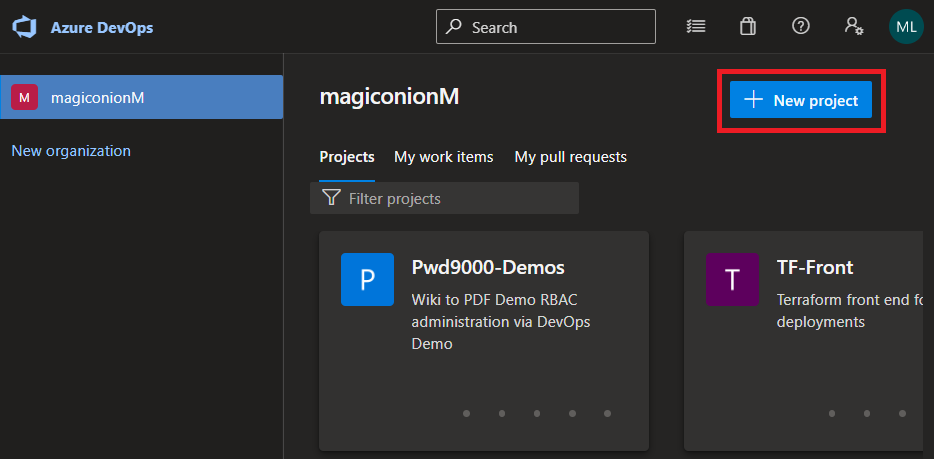 Azure DevOps
Search
ML
M
magiconionM
New organization
magiconionM
New project
Projects
My work items
My pull requests
Filter projects
P
Pwd9000-Demos
Wiki to PDF Demo RBAC
administration via DevOps
Demo
T
TF-Front
Terraform front end fo
deployments